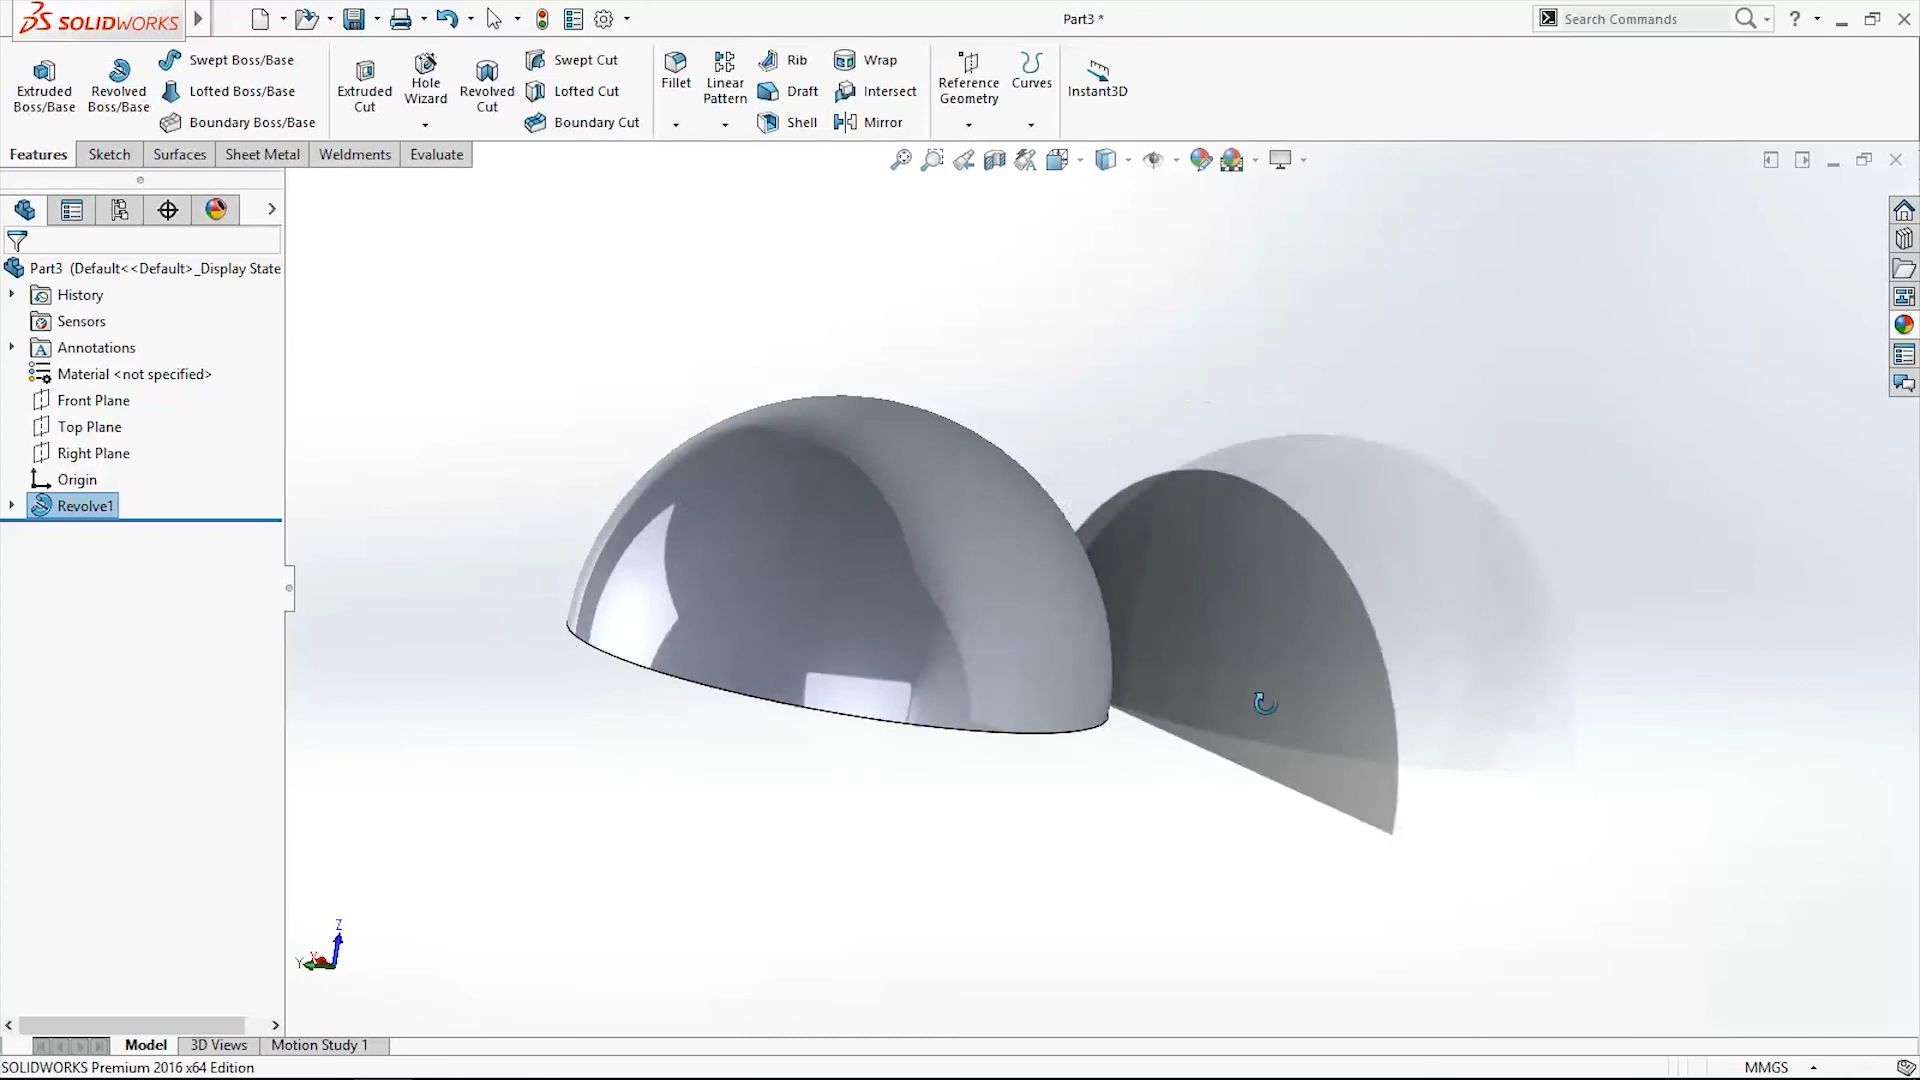 SOLIDWORKS
Part3 *
Search Commands
?
Extruded Boss/Base
Revolved Boss/Base
Swept Boss/Base
Lofted Boss/Base
Boundary Boss/Base
Extruded Cut
Hole Wizard
Revolved Cut
Swept Cut
Lofted Cut
Boundary Cut
Fillet
Linear Pattern
Rib
Draft
Shell
Wrap
Intersect
Mirror
Reference Geometry
Curves
Instant3D
Features
Sketch
Surfaces
Sheet Metal
Weldments
Evaluate
Part3 (Default<<Default>_Display State
History
Sensors
Annotations
Material <not specified>
Front Plane
Top Plane
Right Plane
Origin
Revolve1
Z
Y
X
Model
3D Views
Motion Study 1
SOLIDWORKS Premium 2016 x64 Edition
MMGS